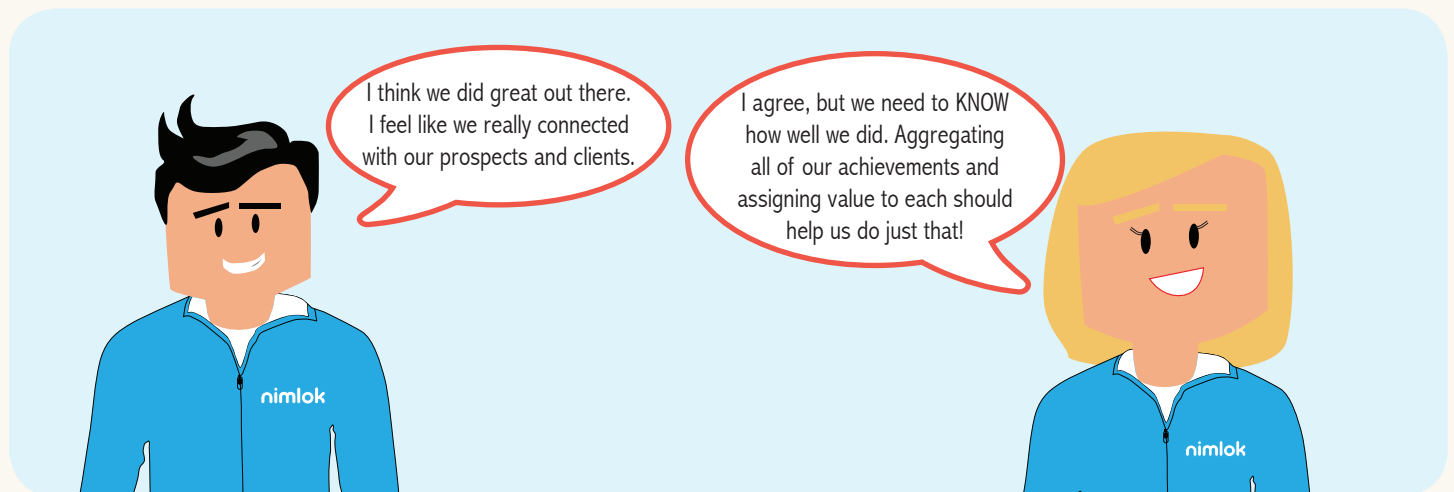 I think we did great out there.
I feel like we really connected
with our prospects and clients.
I agree, but we need to KNOW
how well we did. Aggregating
all of our achievements and
assigning value to each should
help us do just that!
nimlok
nimlok